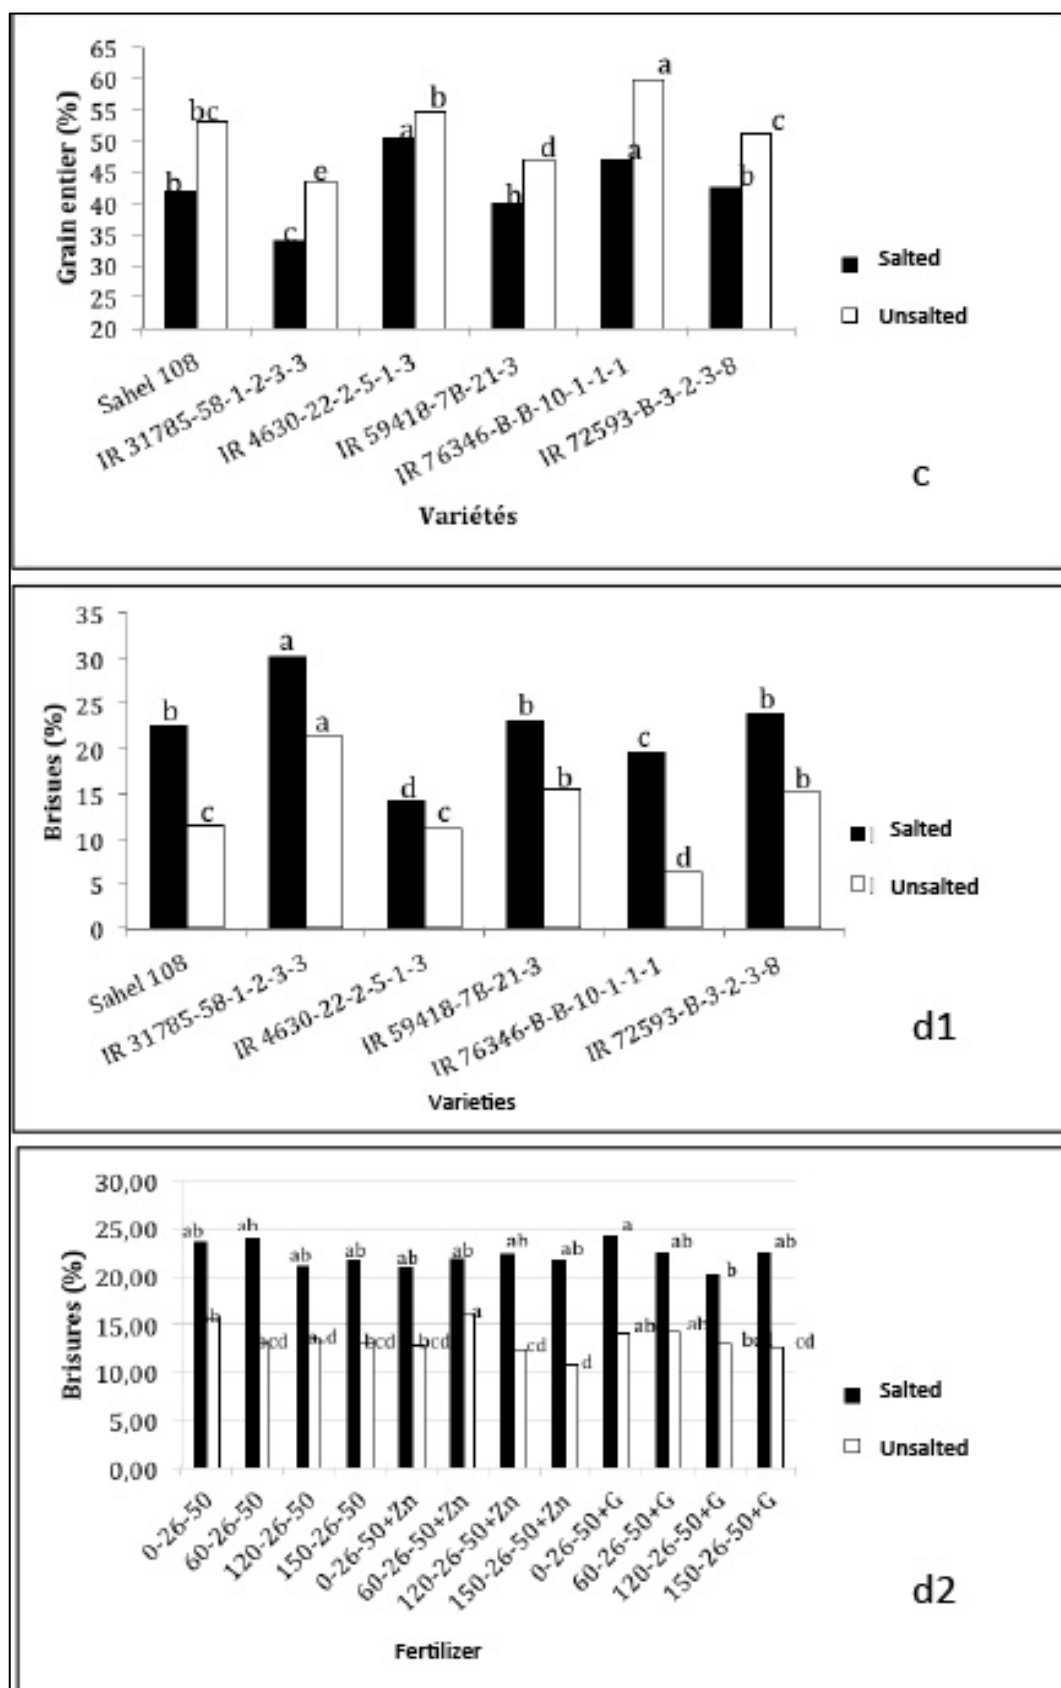 65
60
55
50
45
40
35
30
25
20
Grain entier (%)
b
bc
c
e
a
b
b
d
a
a
b
c
Sahel 108
IR 31785-58-1-2-3-3
IR 4630-22-2-5-1-3
IR 59418-7B-21-3
IR 76346-B-B-10-1-1-1
IR 72593-B-3-2-3-8
Variétés
Salted
Unsalted
c
35
30
25
20
15
10
5
0
Brisues (%)
b
c
a
a
d
c
b
b
c
d
b
b
Sahel 108
IR 31785-58-1-2-3-3
IR 4630-22-2-5-1-3
IR 59418-7B-21-3
IR 76346-B-B-10-1-1-1
IR 72593-B-3-2-3-8
Varieties
Salted
Unsalted
d1
30,00
25,00
20,00
15,00
10,00
5,00
0,00
Brisures (%)
ab
ab
ab
ab
ab
ab
ab
ab
a
ab
b
ab
bcd
bcd
a
cd
d
ab
cd
0-26-50
60-26-50
120-26-50
150-26-50
0-26-50+Zn
60-26-50+Zn
120-26-50+Zn
150-26-50+Zn
0-26-50+G
60-26-50+G
120-26-50+G
150-26-50+G
Fertilizer
Salted
Unsalted
d2